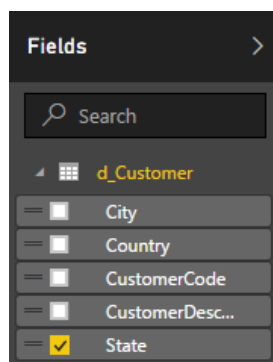 Fields
Search
d_Customer
City
Country
CustomerCode
CustomerDesc...
State